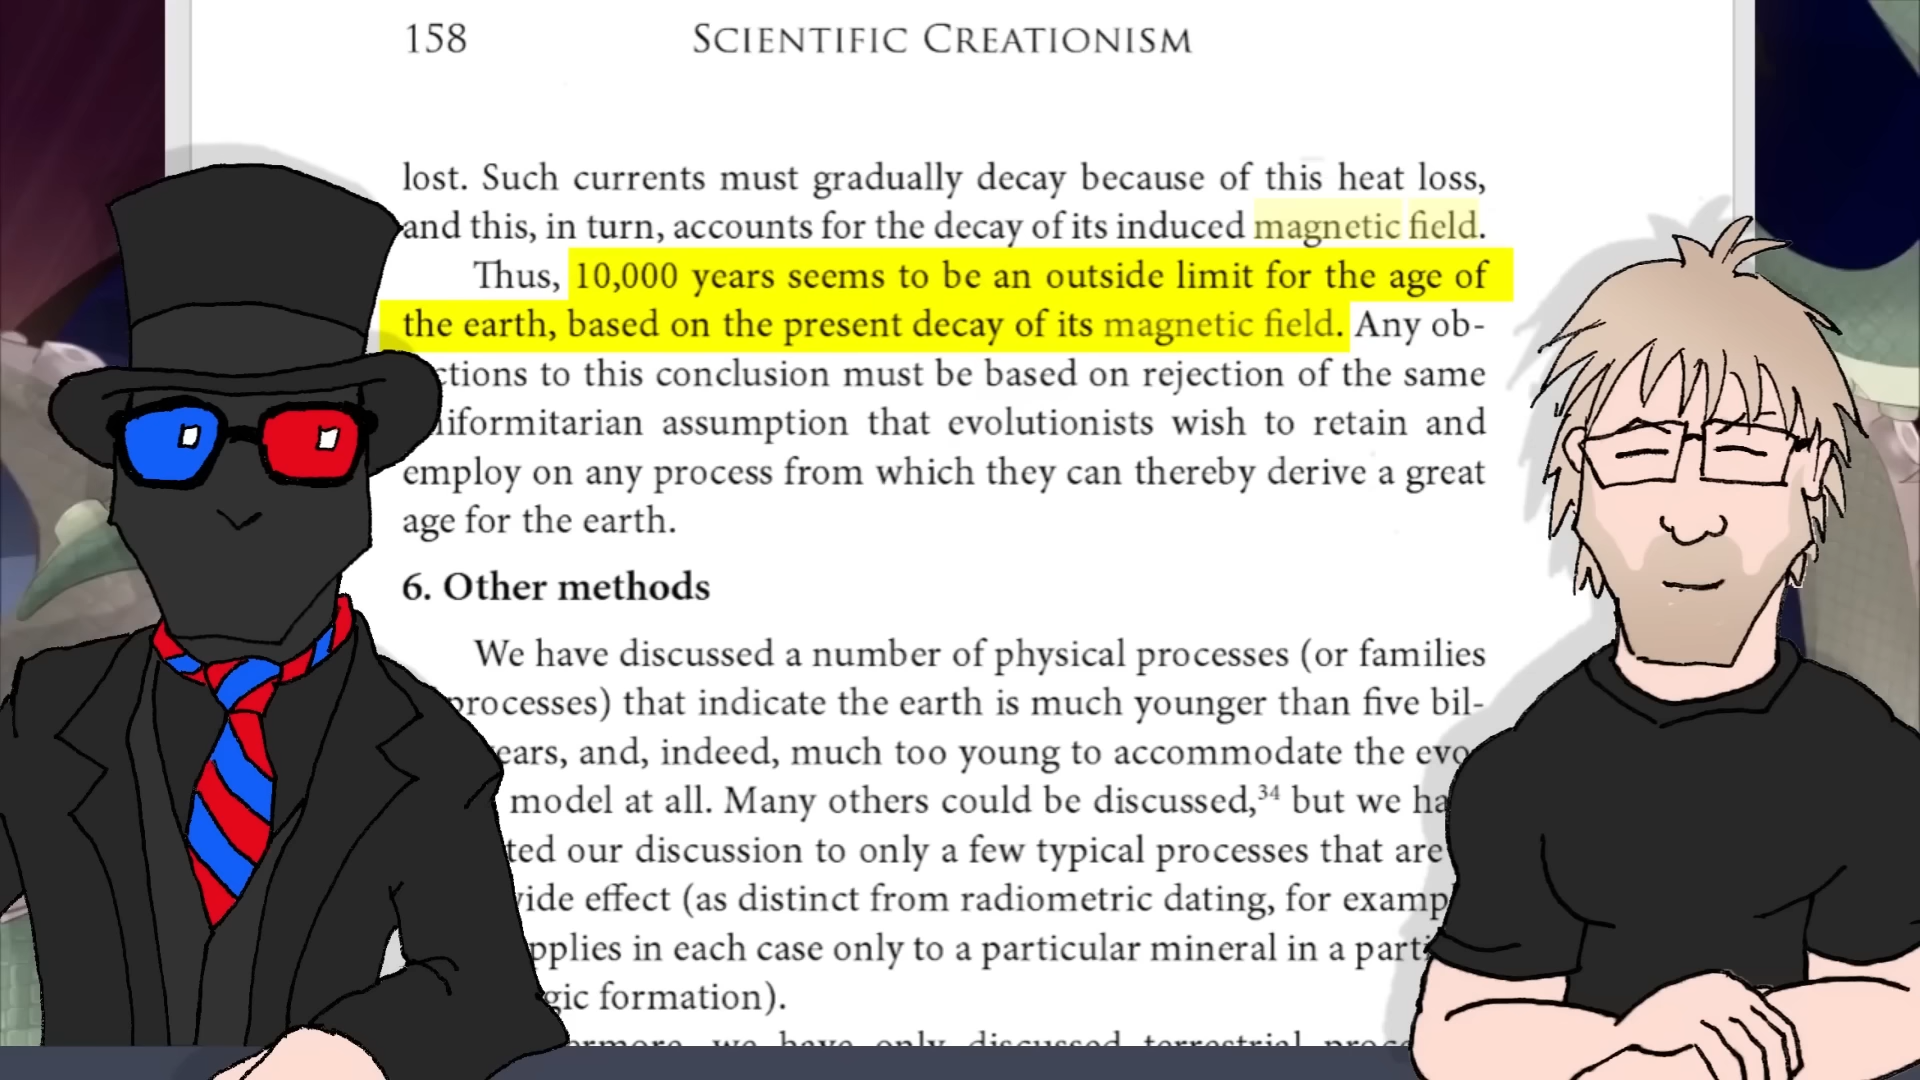 158 SCIENTIFIC CREATIONISM
lost. Such currents must gradually decay because of this heat loss,
and this, in turn, accounts for the decay of its induced magnetic field.
Thus, 10,000 years seems to be an outside limit for the age of
the earth, based on the present decay of its magnetic field. Any ob-
ctions to this conclusion must be based on rejection of the same
iformitarian assumption that evolutionists wish to retain and
employ on any process from which they can thereby derive a great
age for the earth.
6. Other methods
We have discussed a number of physical processes (or families
processes) that indicate the earth is much younger than five bil-
ears, and, indeed, much too young to accommodate the evo
model at all. Many others could be discussed,³⁴ but we ha
ted our discussion to only a few typical processes that are
ide effect (as distinct from radiometric dating, for examp
pplies in each case only to a particular mineral in a parti
gic formation).
we have only discussed terrestrial